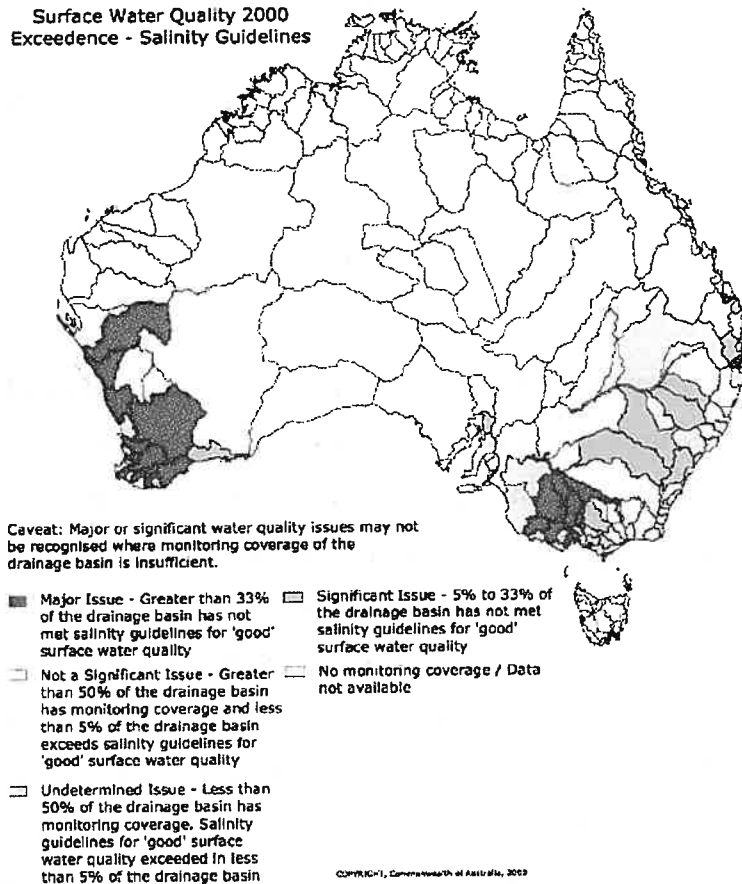 Surface Water Quality 2000
Exceedence - Salinity Guidelines
Caveat: Major or significant water quality issues may not
be recognised where monitoring coverage of the
drainage basin is insufficient.
Major Issue - Greater than 33%
of the drainage basin has not
met salinity guidelines for 'good'
surface water quality
Significant Issue - 5% to 33% of
the drainage basin has not met
salinity guidelines for 'good'
surface water quality
Not a Significant Issue - Greater
than 50% of the drainage basin
has monitoring coverage and less
than 5% of the drainage basin
exceeds salinity guidelines for
'good' surface water quality
No monitoring coverage / Data
not available
Undetermined Issue - Less than
50% of the drainage basin has
monitoring coverage. Salinity
guidelines for 'good' surface
water quality exceeded in less
than 5% of the drainage basin
COPYRIGHT, Commonwealth of Australia, 2003